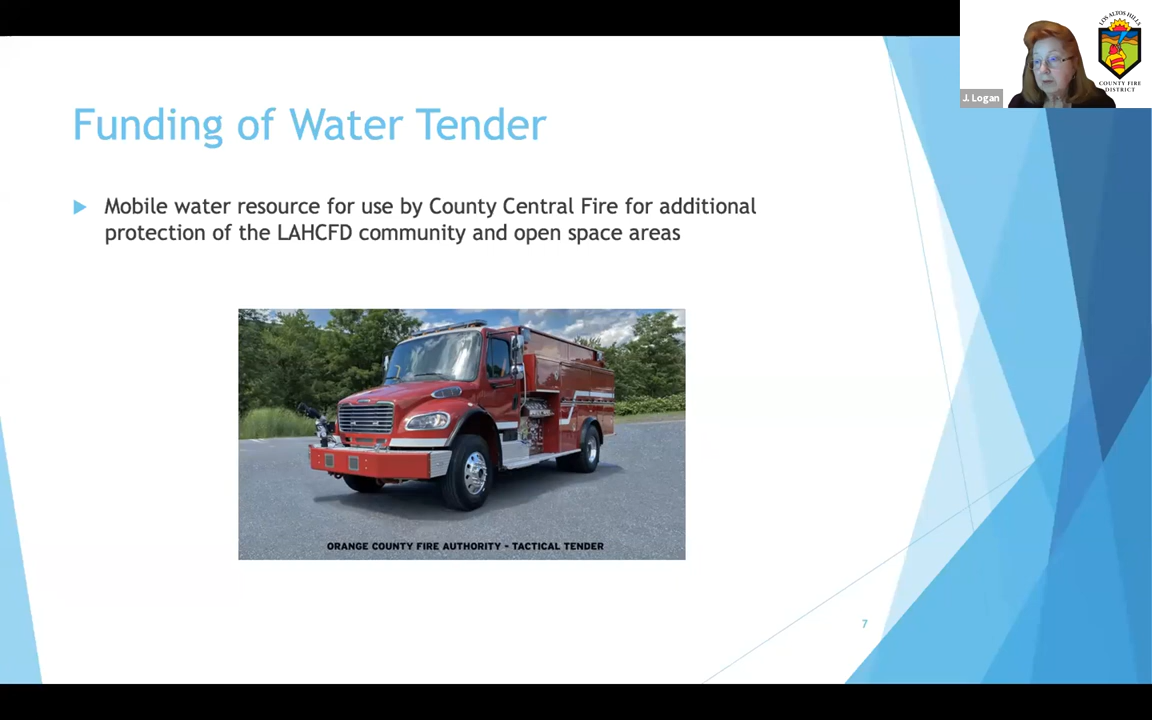 LOS ALTOS HILLS
COUNTY FIRE
DISTRICT
J. Logan
Funding of Water Tender
Mobile water resource for use by County Central Fire for additional
protection of the LAHCFD community and open space areas
ORANGE COUNTY FIRE AUTHORITY - TACTICAL TENDER
7